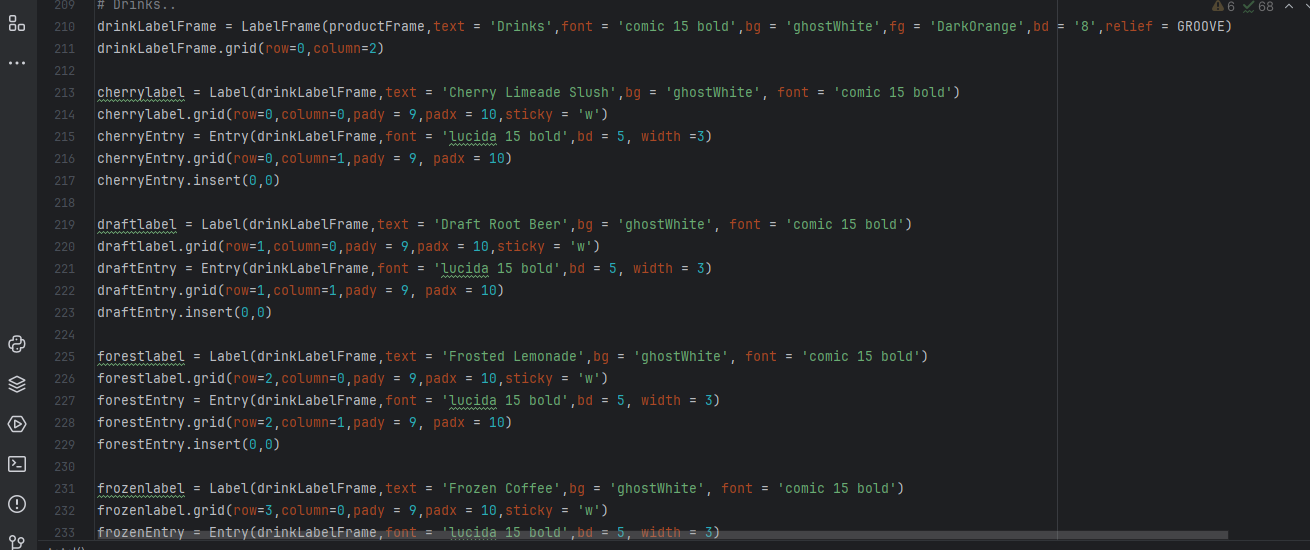 6 68
209 # Drinks..
210 drinkLabelFrame = LabelFrame(productFrame,text = 'Drinks',font = 'comic 15 bold',bg = 'ghostWhite',fg = 'DarkOrange',bd = '8',relief = GROOVE)
211 drinkLabelFrame.grid(row=0,column=2)
212
213 cherrylabel = Label(drinkLabelFrame,text = 'Cherry Limeade Slush',bg = 'ghostWhite', font = 'comic 15 bold')
214 cherrylabel.grid(row=0,column=0,pady = 9,padx = 10,sticky = 'w')
215 cherryEntry = Entry(drinkLabelFrame,font = 'lucida 15 bold',bd = 5, width =3)
216 cherryEntry.grid(row=0,column=1,pady = 9, padx = 10)
217 cherryEntry.insert(0,0)
218
219 draftlabel = Label(drinkLabelFrame,text = 'Draft Root Beer',bg = 'ghostWhite', font = 'comic 15 bold')
220 draftlabel.grid(row=1,column=0,pady = 9,padx = 10,sticky = 'w')
221 draftEntry = Entry(drinkLabelFrame,font = 'lucida 15 bold',bd = 5, width = 3)
222 draftEntry.grid(row=1,column=1,pady = 9, padx = 10)
223 draftEntry.insert(0,0)
224
225 forestlabel = Label(drinkLabelFrame,text = 'Frosted Lemonade',bg = 'ghostWhite', font = 'comic 15 bold')
226 forestlabel.grid(row=2,column=0,pady = 9,padx = 10,sticky = 'w')
227 forestEntry = Entry(drinkLabelFrame,font = 'lucida 15 bold',bd = 5, width = 3)
228 forestEntry.grid(row=2,column=1,pady = 9, padx = 10)
229 forestEntry.insert(0,0)
230
231 frozenlabel = Label(drinkLabelFrame,text = 'Frozen Coffee',bg = 'ghostWhite', font = 'comic 15 bold')
232 frozenlabel.grid(row=3,column=0,pady = 9,padx = 10,sticky = 'w')
233 frozenEntry = Entry(drinkLabelFrame,font = 'lucida 15 bold',bd = 5, width = 3)